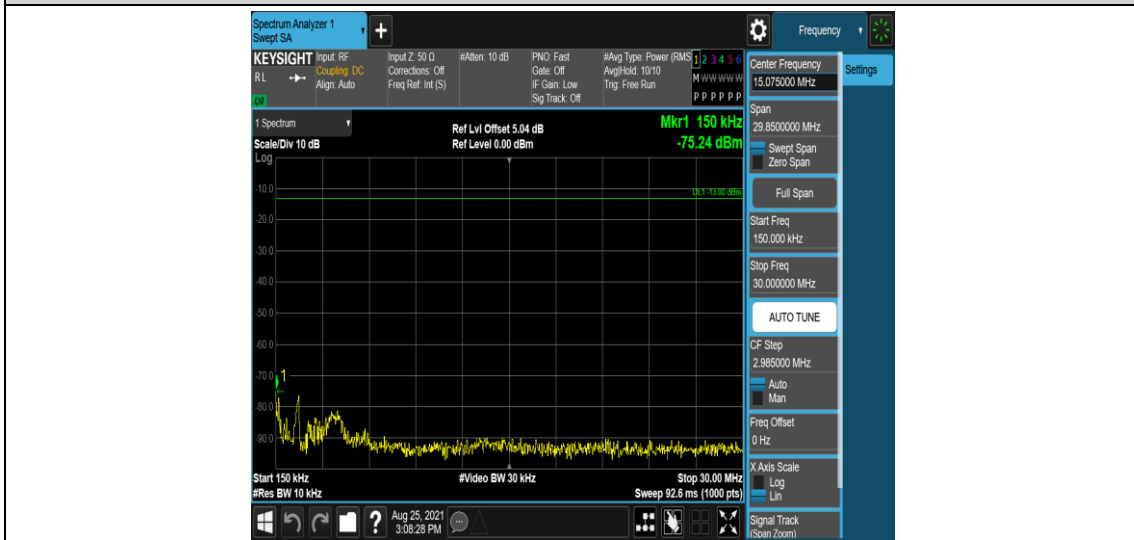 Spectrum Analyzer 1
Swept SA
+
Frequency
KEYSIGHT
RL
LXI
Input: RF
Coupling: DC
Align: Auto
Input Z: 50 Ω
Corrections: Off
Freq Ref: Int (S)
#Atten: 10 dB
PNO: Fast
Gate: Off
IF Gain: Low
Sig Track: Off
#Avg Type: Power (RMS
Avg|Hold: 10/10
Trig: Free Run
1 2 3 4 5 6
M W W W W W
P P P P P P
Center Frequency
15.075000 MHz
Settings
1 Spectrum
Scale/Div 10 dB
Ref Lvl Offset 5.04 dB
Ref Level 0.00 dBm
Mkr1 150 kHz
-75.24 dBm
Log
-10.0
-20.0
-30.0
-40.0
-50.0
-60.0
-70.0
-80.0
-90.0
DL1 -13.00 dBm
1
Span
29.8500000 MHz
Swept Span
Zero Span
Full Span
Start Freq
150.000 kHz
Stop Freq
30.000000 MHz
AUTO TUNE
CF Step
2.985000 MHz
Auto
Man
Freq Offset
0 Hz
X Axis Scale
Log
Lin
Signal Track
(Span Zoom)
Start 150 kHz
#Video BW 30 kHz
Stop 30.00 MHz
#Res BW 10 kHz
Sweep 92.6 ms (1000 pts)
?
Aug 25, 2021
3:08:28 PM